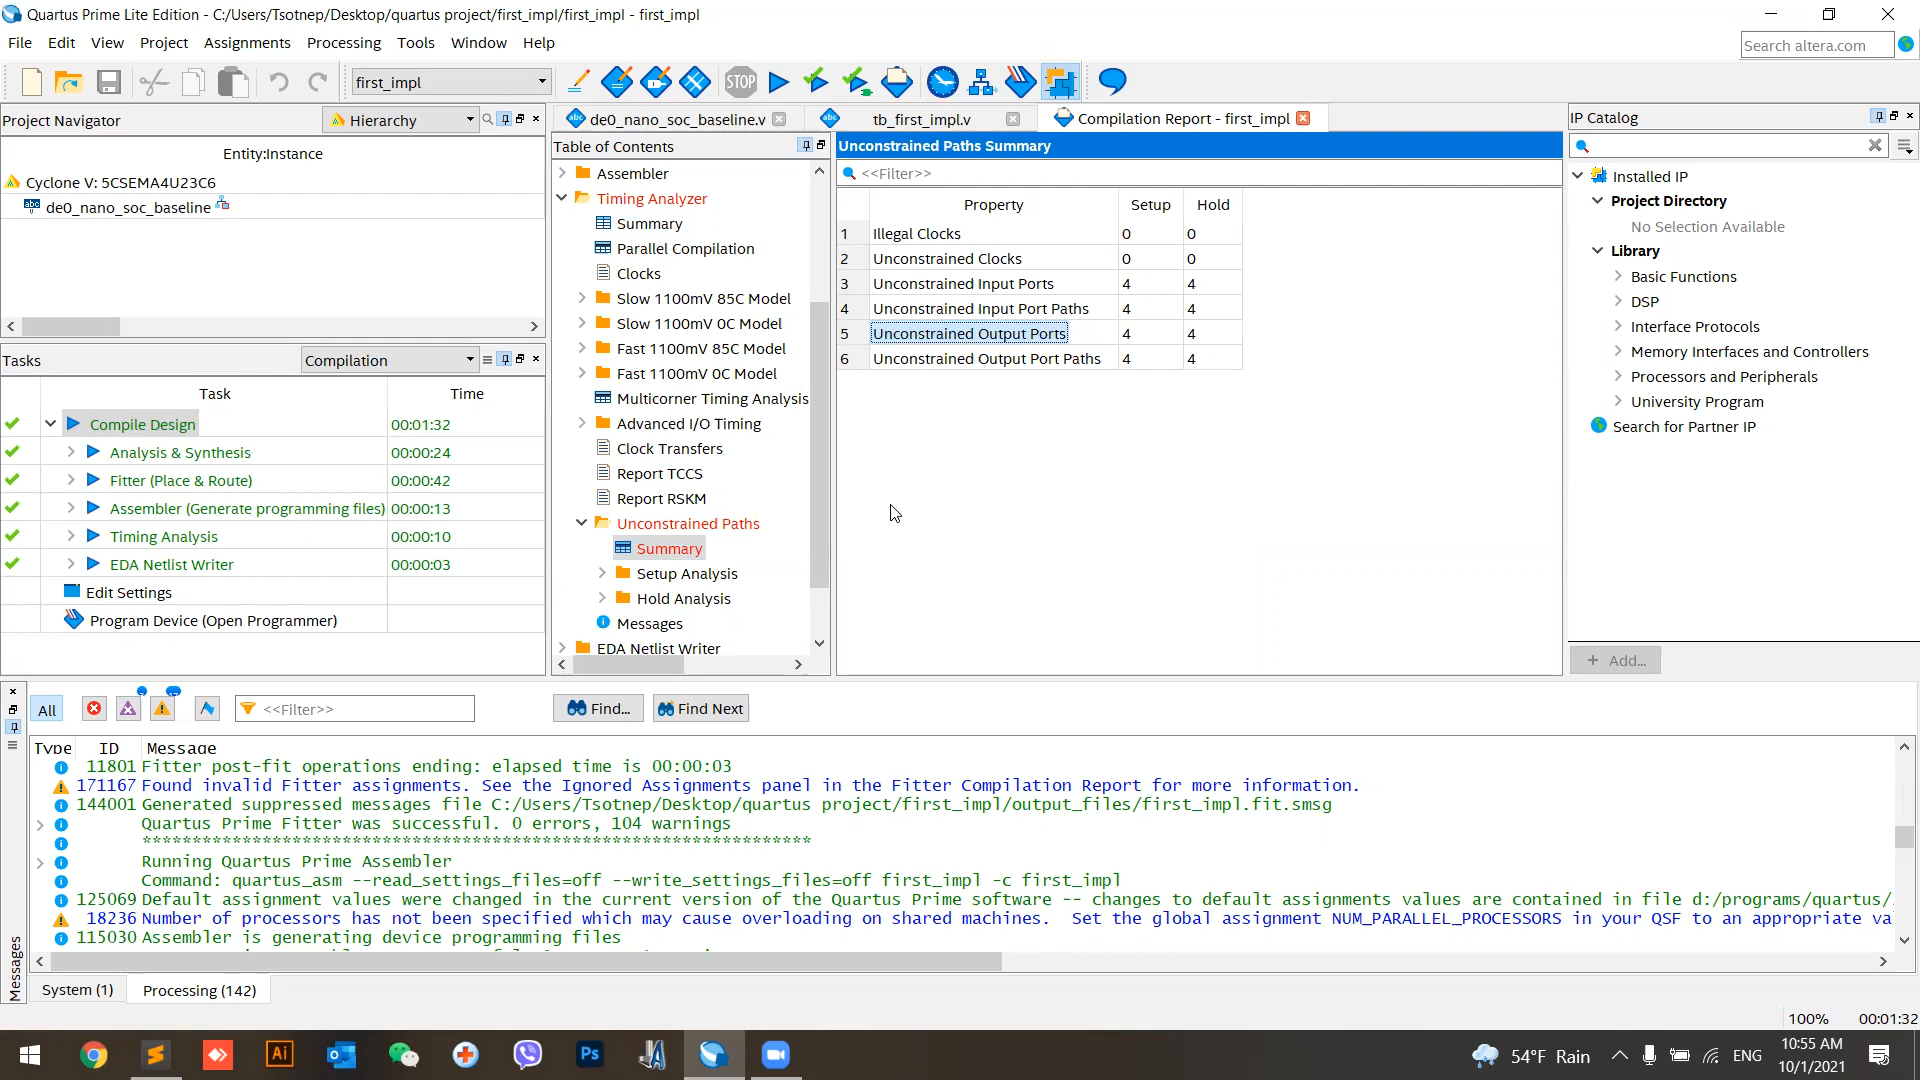 Quartus Prime Lite Edition - C:/Users/Tsotnep/Desktop/quartus project/first_impl/first_impl - first_impl
File Edit View Project Assignments Processing Tools Window Help
Search altera.com
first_impl
Project Navigator
Hierarchy
Entity:Instance
Cyclone V: 5CSEMA4U23C6
de0_nano_soc_baseline
Tasks
Compilation
Task Time
Compile Design 00:01:32
Analysis & Synthesis 00:00:24
Fitter (Place & Route) 00:00:42
Assembler (Generate programming files) 00:00:13
Timing Analysis 00:00:10
EDA Netlist Writer 00:00:03
Edit Settings
Program Device (Open Programmer)
de0_nano_soc_baseline.v
tb_first_impl.v
Compilation Report - first_impl
Table of Contents
Assembler
Timing Analyzer
Summary
Parallel Compilation
Clocks
Slow 1100mV 85C Model
Slow 1100mV 0C Model
Fast 1100mV 85C Model
Fast 1100mV 0C Model
Multicorner Timing Analysis
Advanced I/O Timing
Clock Transfers
Report TCCS
Report RSKM
Unconstrained Paths
Summary
Setup Analysis
Hold Analysis
Messages
EDA Netlist Writer
Unconstrained Paths Summary
<<Filter>>
Property Setup Hold
1 Illegal Clocks 0 0
2 Unconstrained Clocks 0 0
3 Unconstrained Input Ports 4 4
4 Unconstrained Input Port Paths 4 4
5 Unconstrained Output Ports 4 4
6 Unconstrained Output Port Paths 4 4
IP Catalog
Installed IP
Project Directory
No Selection Available
Library
Basic Functions
DSP
Interface Protocols
Memory Interfaces and Controllers
Processors and Peripherals
University Program
Search for Partner IP
+ Add...
All
<<Filter>>
Find...
Find Next
Type ID Message
11801 Fitter post-fit operations ending: elapsed time is 00:00:03
171167 Found invalid Fitter assignments. See the Ignored Assignments panel in the Fitter Compilation Report for more information.
144001 Generated suppressed messages file C:/Users/Tsotnep/Desktop/quartus project/first_impl/output_files/first_impl.fit.smsg
Quartus Prime Fitter was successful. 0 errors, 104 warnings
*******************************************************************
Running Quartus Prime Assembler
Command: quartus_asm --read_settings_files=off --write_settings_files=off first_impl -c first_impl
125069 Default assignment values were changed in the current version of the Quartus Prime software -- changes to default assignments values are contained in file d:/programs/quartus/
18236 Number of processors has not been specified which may cause overloading on shared machines.  Set the global assignment NUM_PARALLEL_PROCESSORS in your QSF to an appropriate va
115030 Assembler is generating device programming files
Messages
System (1)
Processing (142)
100% 00:01:32
Ai
Ps
54°F Rain
ENG
10:55 AM
10/1/2021